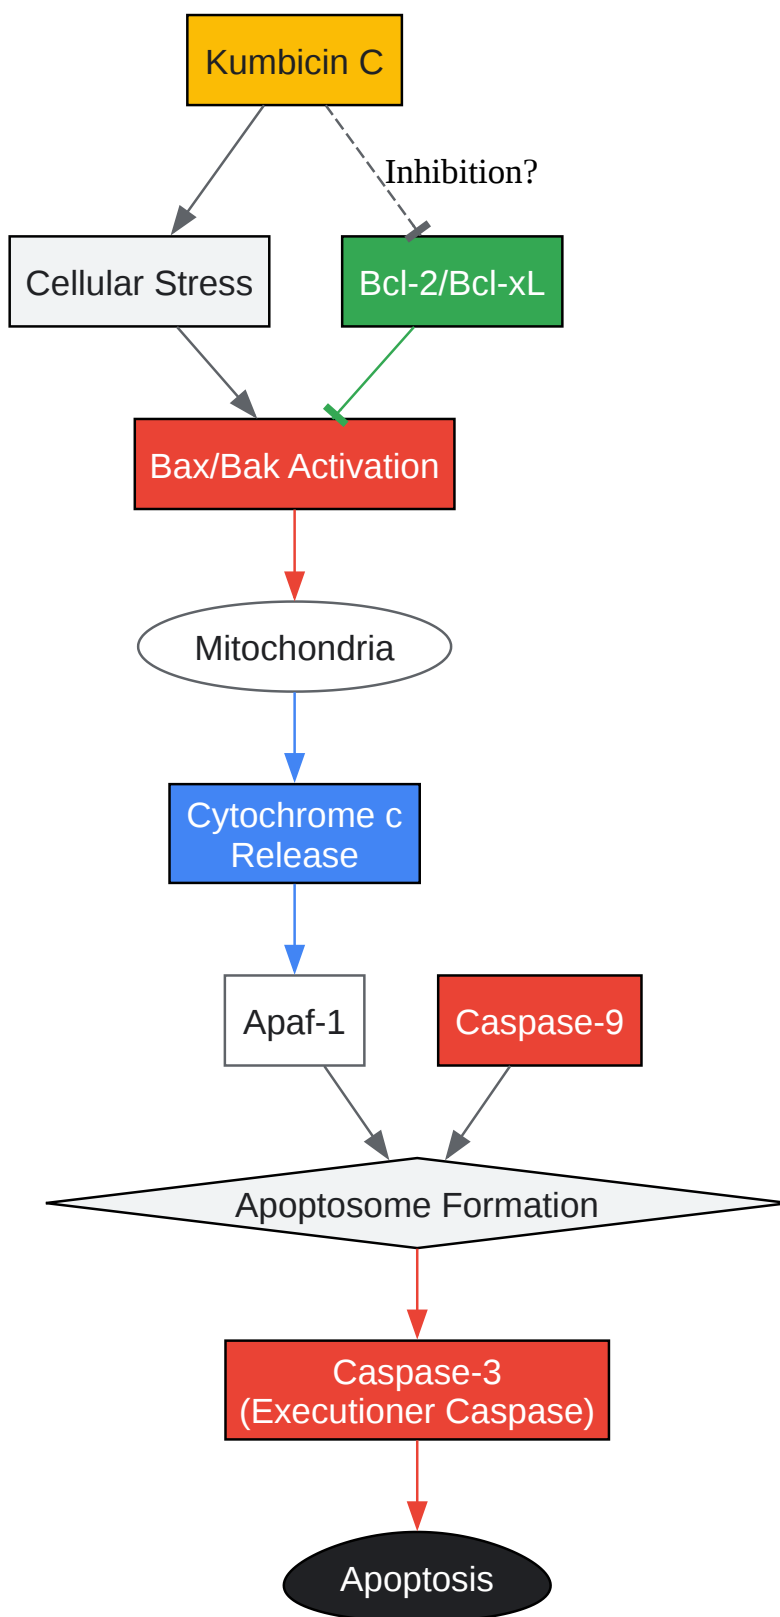 Kumbicin C
Inhibition?
Cellular Stress
Bcl-2/Bcl-xL
Bax/Bak Activation
Mitochondria
Cytochrome c
Release
Apaf-1
Caspase-9
Apoptosome Formation
Caspase-3
(Executioner Caspase)
Apoptosis